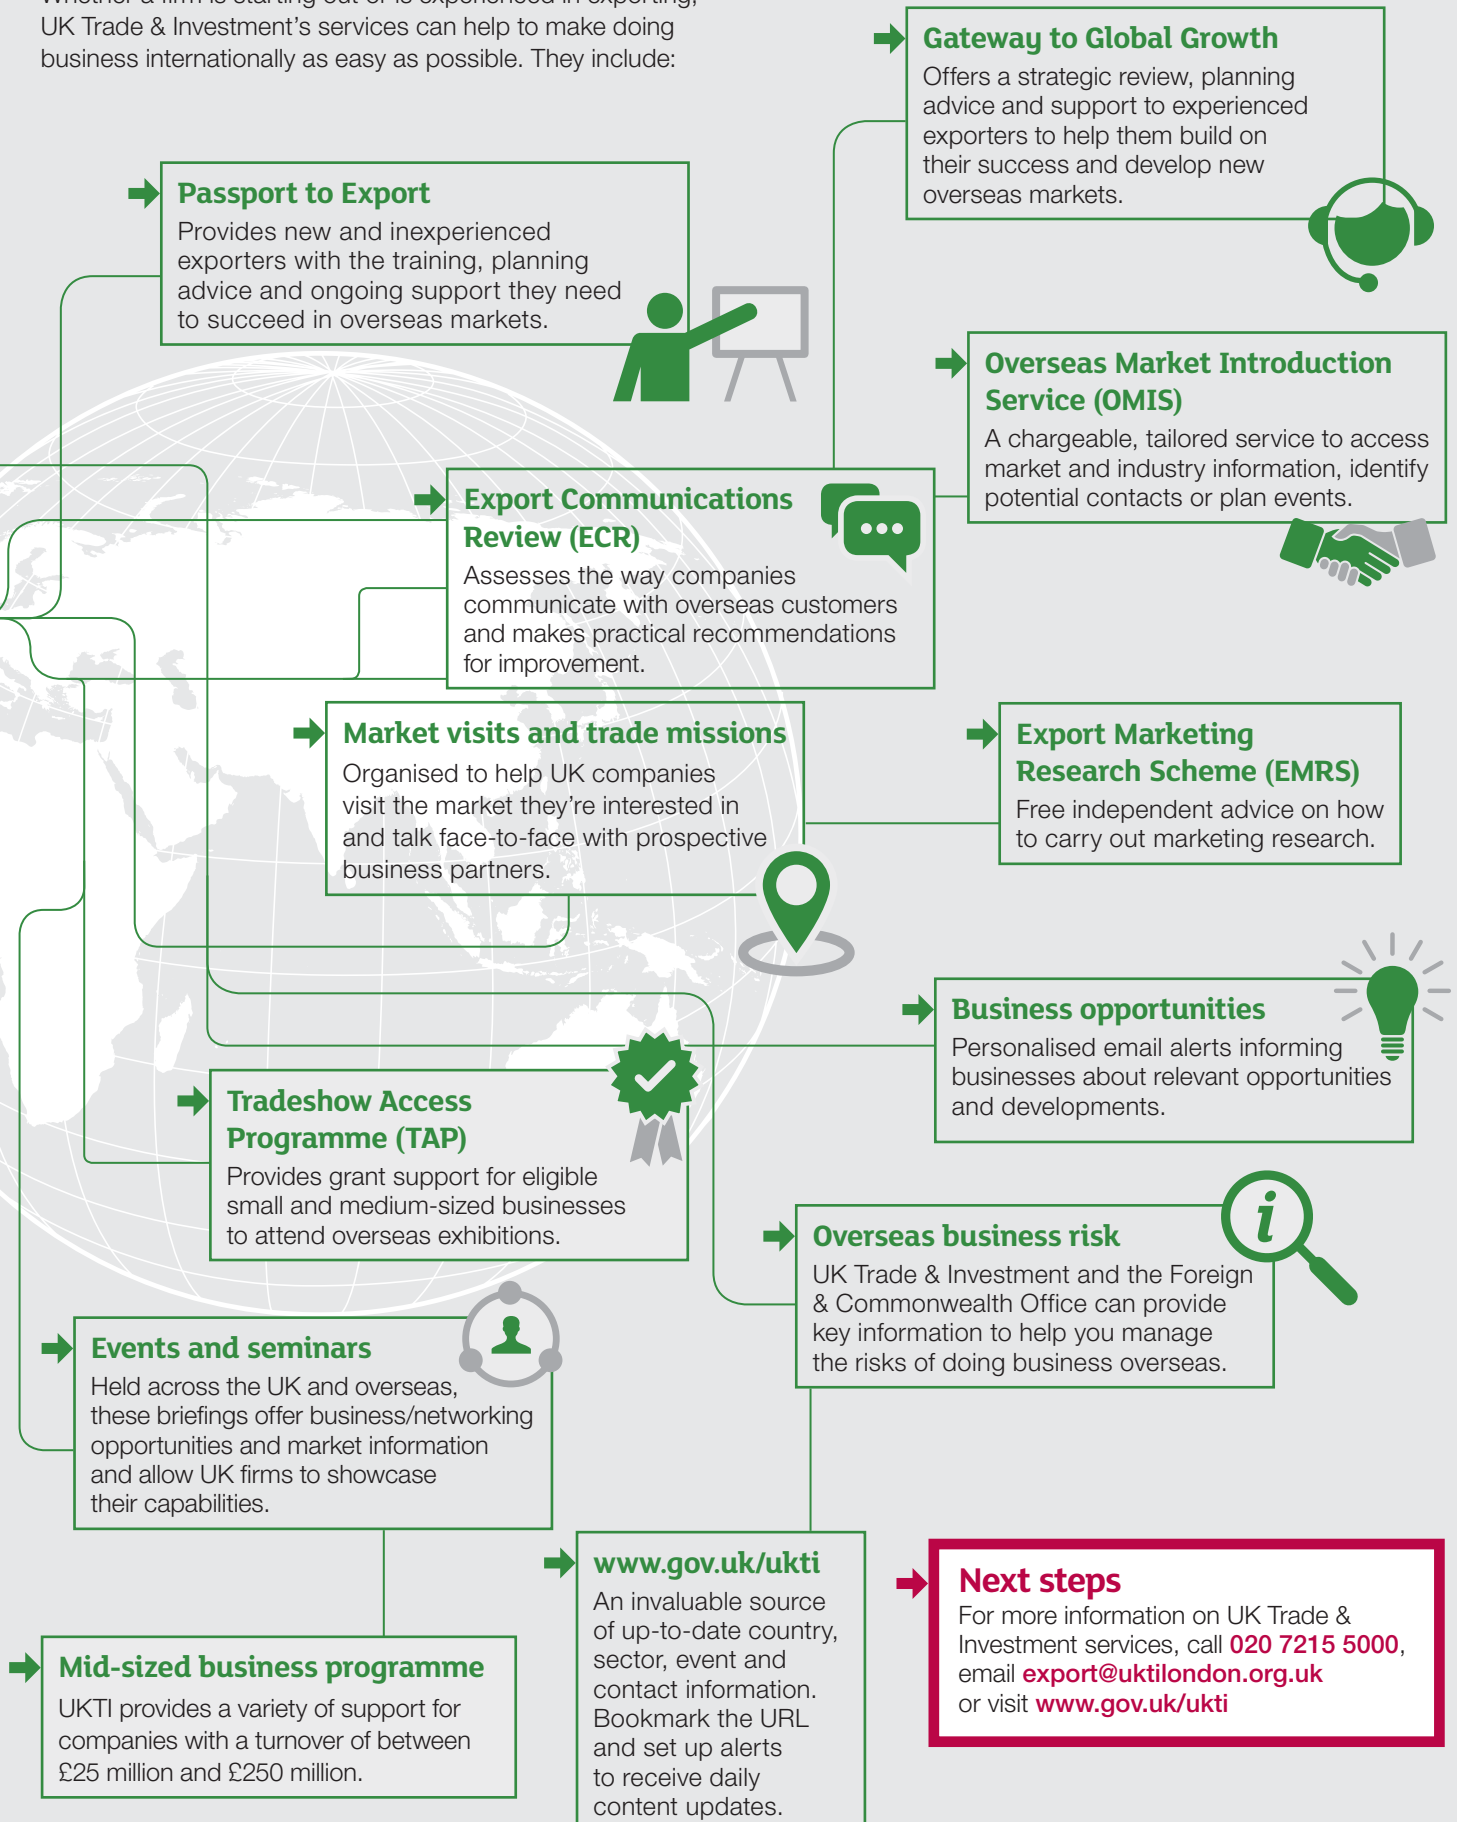 Whether a firm is starting out or is experienced in exporting,
UK Trade & Investment's services can help to make doing
business internationally as easy as possible. They include:
Gateway to Global Growth
Offers a strategic review, planning
advice and support to experienced
exporters to help them build on
their success and develop new
overseas markets.
Passport to Export
Provides new and inexperienced
exporters with the training, planning
advice and ongoing support they need
to succeed in overseas markets.
Overseas Market Introduction
Service (OMIS)
A chargeable, tailored service to access
market and industry information, identify
potential contacts or plan events.
Export Communications
Review (ECR)
Assesses the way companies
communicate with overseas customers
and makes practical recommendations
for improvement.
Market visits and trade missions
Organised to help UK companies
visit the market they're interested in
and talk face-to-face with prospective
business partners.
Export Marketing
Research Scheme (EMRS)
Free independent advice on how
to carry out marketing research.
Business opportunities
Personalised email alerts informing
businesses about relevant opportunities
and developments.
Tradeshow Access
Programme (TAP)
Provides grant support for eligible
small and medium-sized businesses
to attend overseas exhibitions.
i
Overseas business risk
UK Trade & Investment and the Foreign
& Commonwealth Office can provide
key information to help you manage
the risks of doing business overseas.
Events and seminars
Held across the UK and overseas,
these briefings offer business/networking
opportunities and market information
and allow UK firms to showcase
their capabilities.
www.gov.uk/ukti
An invaluable source
of up-to-date country,
sector, event and
contact information.
Bookmark the URL
and set up alerts
to receive daily
content updates.
Next steps
For more information on UK Trade &
Investment services, call 020 7215 5000,
email export@uktilondon.org.uk
or visit www.gov.uk/ukti
Mid-sized business programme
UKTI provides a variety of support for
companies with a turnover of between
£25 million and £250 million.